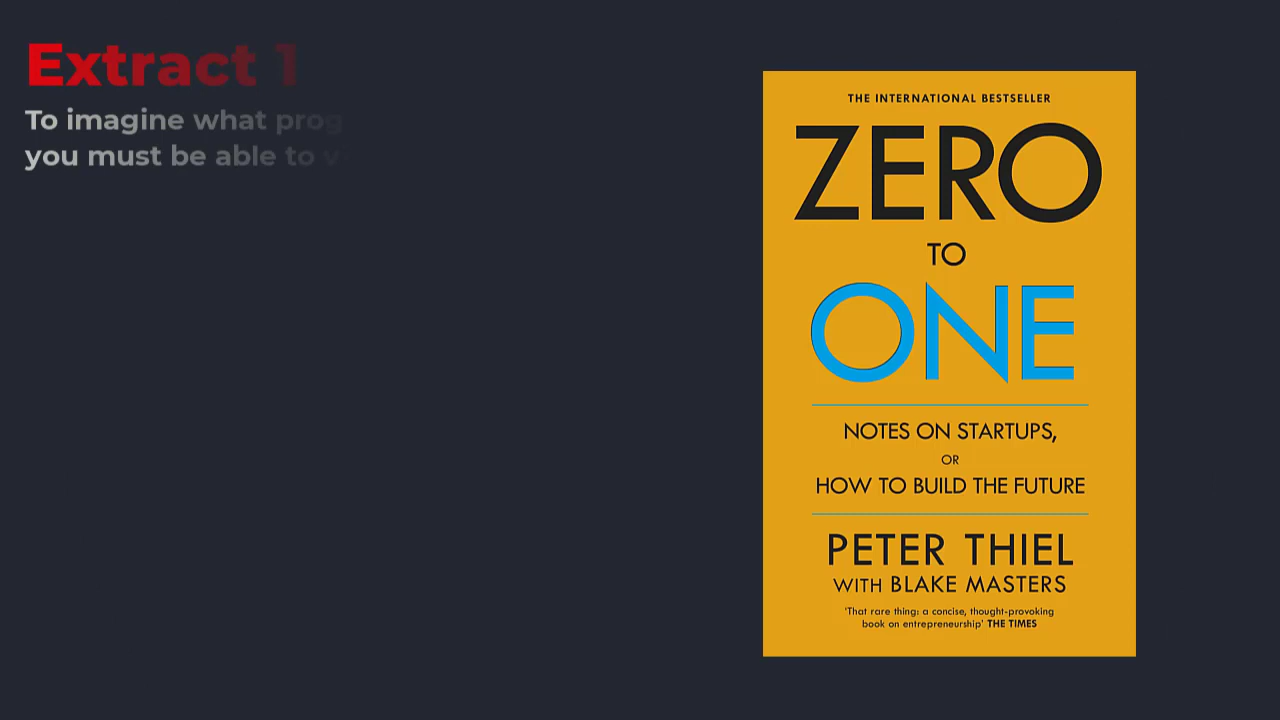 Extract 1
To imagine what prog
you must be able to
THE INTERNATIONAL BESTSELLER
ZERO
TO
ONE
NOTES ON STARTUPS,
OR
HOW TO BUILD THE FUTURE
PETER THIEL
WITH BLAKE MASTERS
'That rare thing: a concise, thought-provoking
book on entrepreneurship' THE TIMES